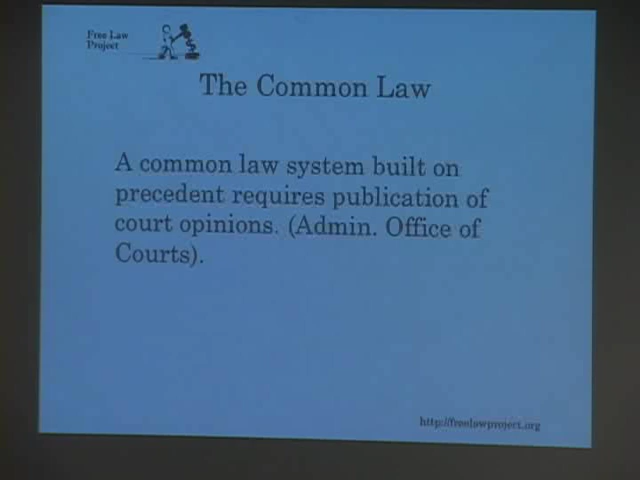 Free Law
Project
The Common Law
A common law system built on
precedent requires publication of
court opinions. (Admin. Office of
Courts).
http://freelawproject.org